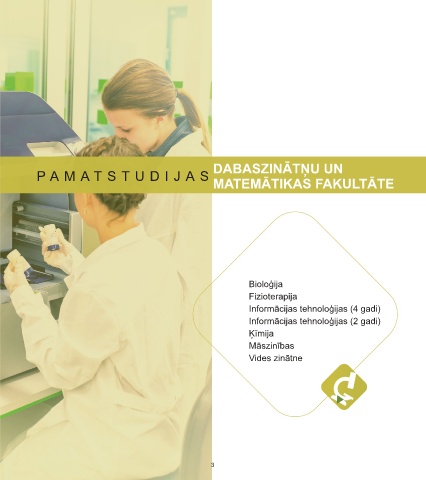 PAMATSTUDIJAS
DABASZINĀTŅU UN
MATEMĀTIKAS FAKULTĀTE
Bioloģija
Fizioterapija
Informācijas tehnoloģijas (4 gadi)
Informācijas tehnoloģijas (2 gadi)
Ķīmija
Māszinības
Vides zinātne
3